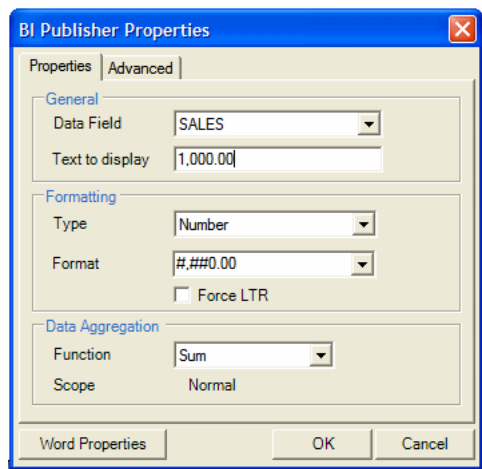 BI Publisher Properties
Properties Advanced
General
Data Field SALES
Text to display 1,000.00
Formatting
Type Number
Format #,##0.00
Force LTR
Data Aggregation
Function Sum
Scope Normal
Word Properties OK Cancel